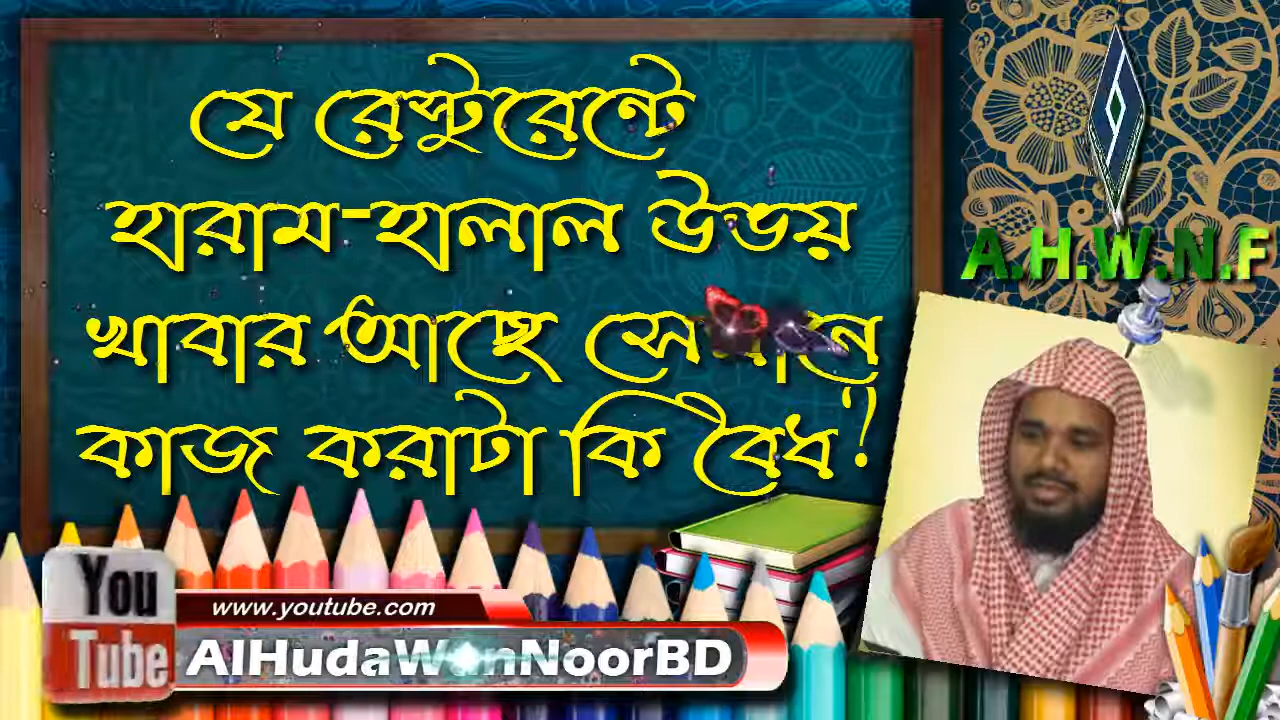 যে রেস্টুরেন্টে
হারাম-হালাল উভয়
খাবার আছে সেখানে
কাজ করাটা কি বৈধ?
A.H.W.N.F
You
Tube
www.youtube.com
AlHudaWanNoorBD